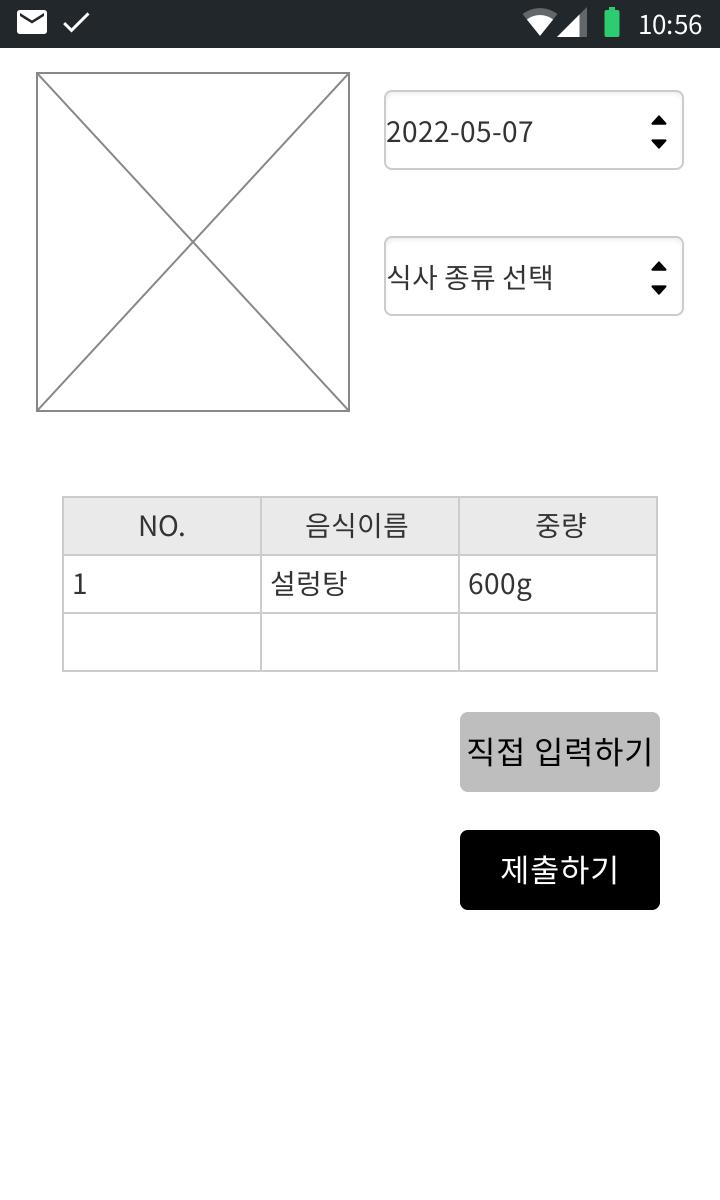 10:56
2022-05-07
식사 종류 선택
NO. 음식이름 중량
1 설렁탕 600g
직접 입력하기
제출하기